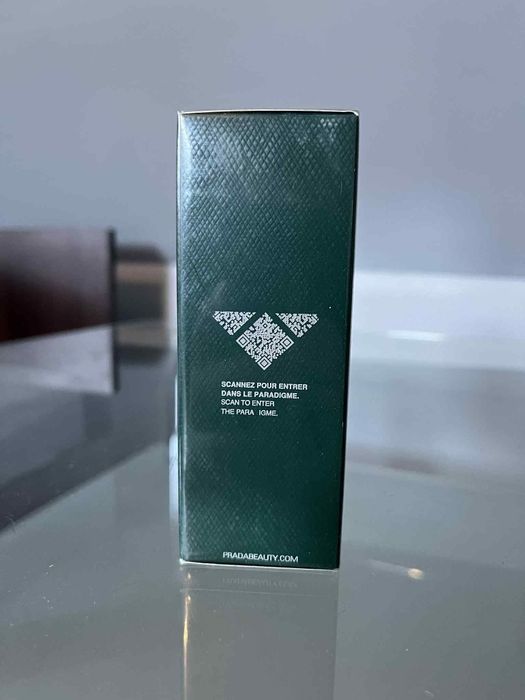 SCANNEZ POUR ENTRER
DANS LE PARADIGME.
SCAN TO ENTER
THE PARA IGME.
PRADABEAUTY.COM